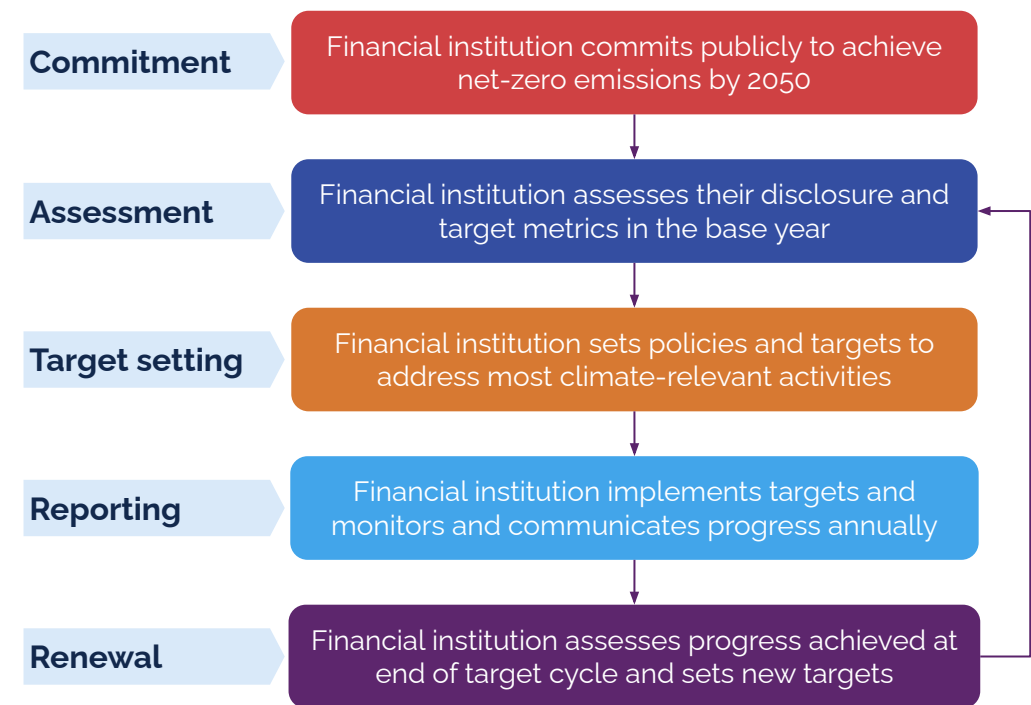 Commitment
Financial institution commits publicly to achieve
net-zero emissions by 2050
Assessment
Financial institution assesses their disclosure and
target metrics in the base year
Target setting
Financial institution sets policies and targets to
address most climate-relevant activities
Reporting
Financial institution implements targets and
monitors and communicates progress annually
Renewal
Financial institution assesses progress achieved at
end of target cycle and sets new targets